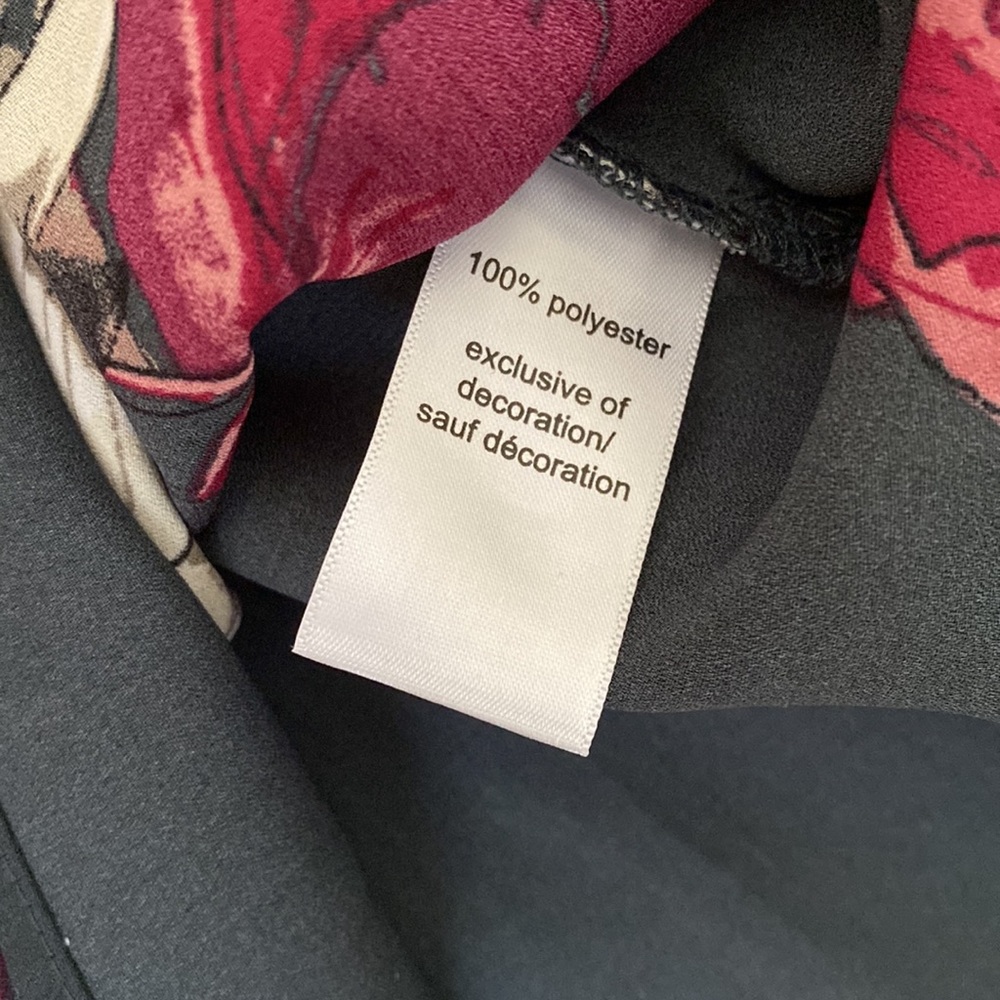 100% polyester
exclusive of
decoration/
sauf décoration